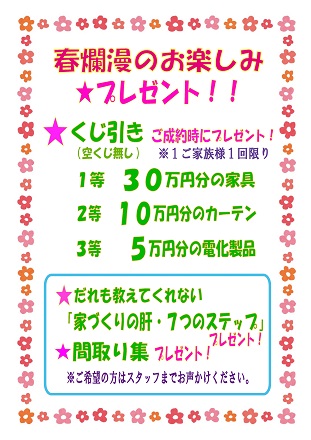 春爛漫のお楽しみ
★プレゼント！！
★くじ引き ご成約時にプレゼント！
(空くじ無し) ※１ご家族様１回限り
1等 ３０万円分の家具
2等 １０万円分のカーテン
3等 ５万円分の電化製品
★だれも教えてくれない
「家づくりの肝・７つのステップ」
プレゼント！
★間取り集 プレゼント！
※ご希望の方はスタッフまでお声かけください。